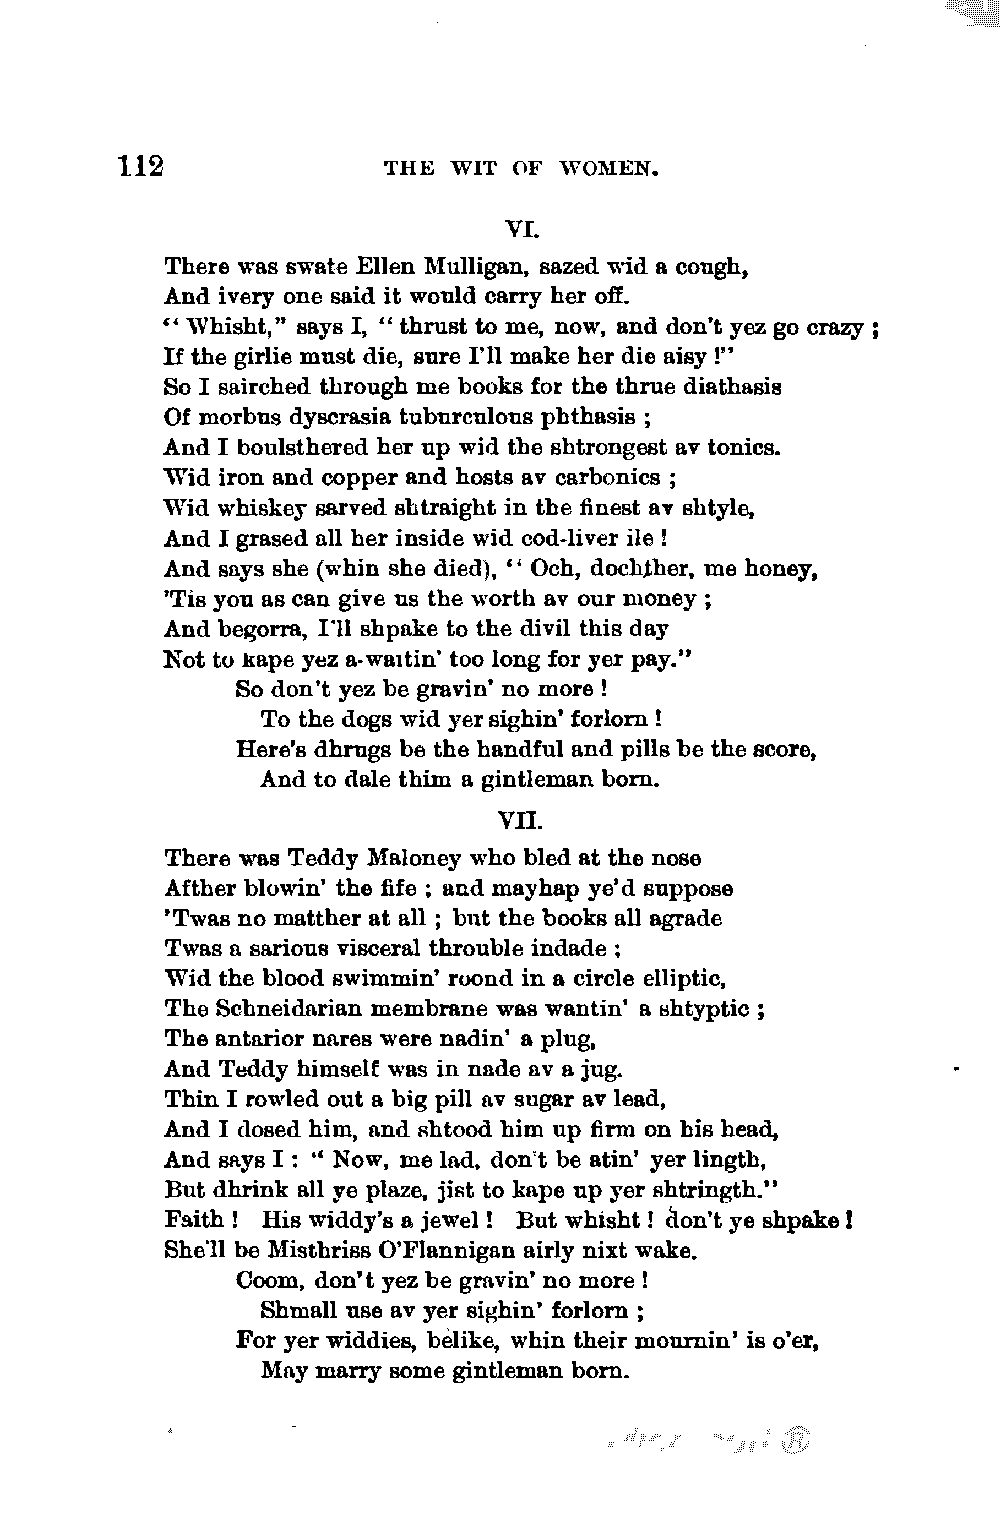 112 THE WIT OF WOMEN.
VI.
There was swate Ellen Mulligan, sazed wid a cough,
And ivery one said it would carry her off.
“ Whisht,” says I, “ thrust to me, now, and don't yez go crazy ;
If the girlie must die, sure I'll make her die aisy !”
So I sairched through me books for the thrue diathasis
Of morbus dyscrasia tuburculous phthasis ;
And I boulsthered her up wid the shtrongest av tonics.
Wid iron and copper and hosts av carbonics ;
Wid whiskey sarved shtraight in the finest av shtyle,
And I grased all her inside wid cod-liver ile !
And says she (whin she died), “ Och, dochther, me honey,
'Tis you as can give us the worth av our money ;
And begorra, I'll shpake to the divil this day
Not to kape yez a-waitin' too long for yer pay.”
So don't yez be gravin' no more !
To the dogs wid yer sighin' forlorn !
Here's dhrugs be the handful and pills be the score,
And to dale thim a gintleman born.
VII.
There was Teddy Maloney who bled at the nose
Afther blowin' the fife ; and mayhap ye'd suppose
'Twas no matther at all ; but the books all agrade
Twas a sarious visceral throuble indade ;
Wid the blood swimmin' roond in a circle elliptic,
The Schneidarian membrane was wantin' a shtyptic ;
The antarior nares were nadin' a plug,
And Teddy himself was in nade av a jug.
Thin I rowled out a big pill av sugar av lead,
And I dosed him, and shtood him up firm on his head,
And says I : “ Now, me lad, don't be atin' yer lingth,
But dhrink all ye plaze, jist to kape up yer shtringth.”
Faith ! His widdy's a jewel ! But whisht ! don't ye shpake !
She'll be Misthriss O'Flannigan airly nixt wake.
Coom, don't yez be gravin' no more !
Shmall use av yer sighin' forlorn ;
For yer widdies, belike, whin their mournin' is o'er,
May marry some gintleman born.